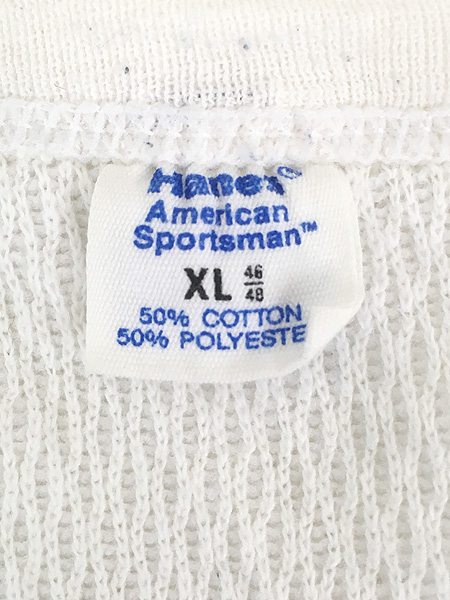 Hanes®
American
Sportsman™
XL 46/48
50% COTTON
50% POLYESTE